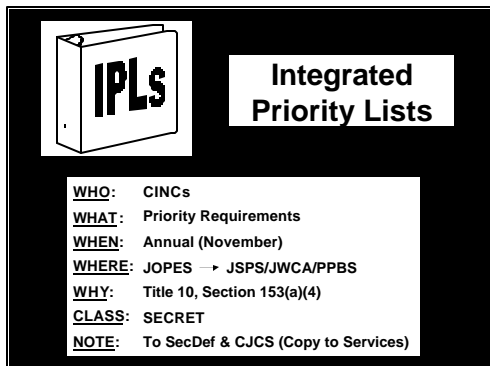 IPLs
Integrated
Priority Lists
WHO: CINCs
WHAT: Priority Requirements
WHEN: Annual (November)
WHERE: JOPES → JSPS/JWCA/PPBS
WHY: Title 10, Section 153(a)(4)
CLASS: SECRET
NOTE: To SecDef & CJCS (Copy to Services)